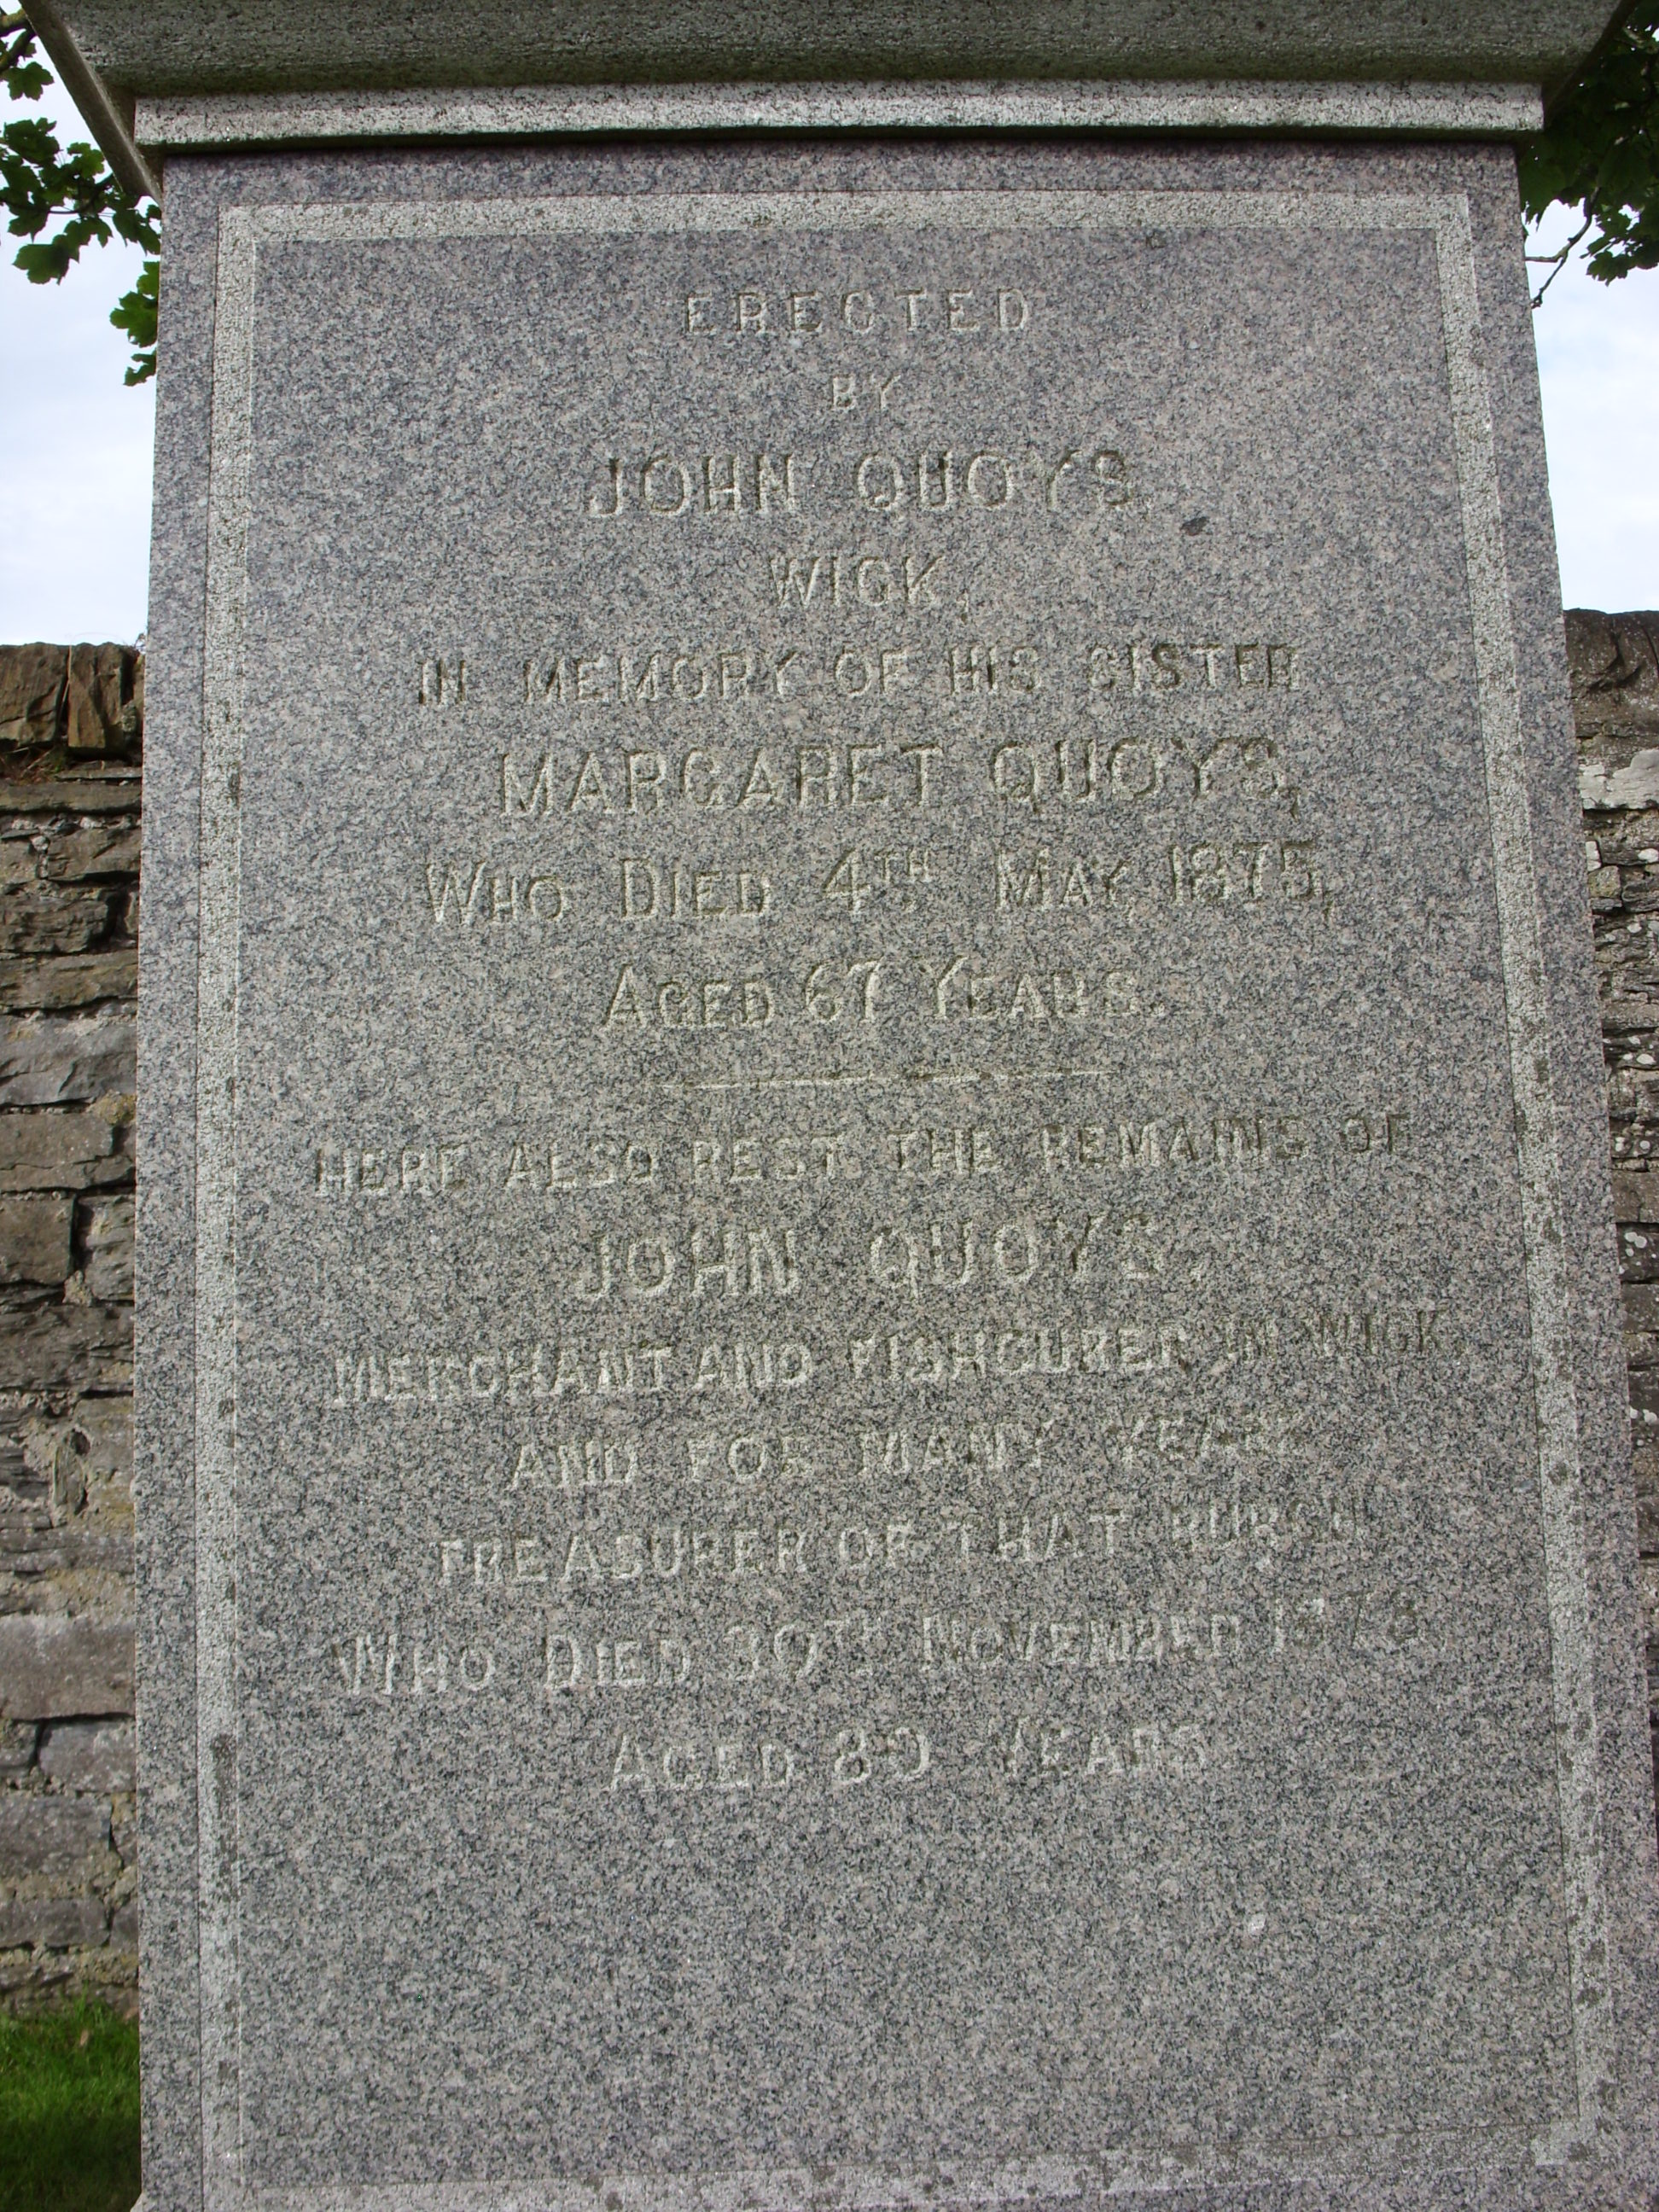 ERECTED
BY
JOHN QUOYS,
WICK,
IN MEMORY OF HIS SISTER
MARGARET QUOYS,
WHO DIED 4TH MAY, 1875,
AGED 67 YEARS.
HERE ALSO REST THE REMAINS OF
JOHN QUOYS,
MERCHANT AND FISHCURER IN WICK
AND FOR MANY YEARS
TREASURER OF THAT BURGH
WHO DIED 30TH NOVEMBER
AGED YEARS